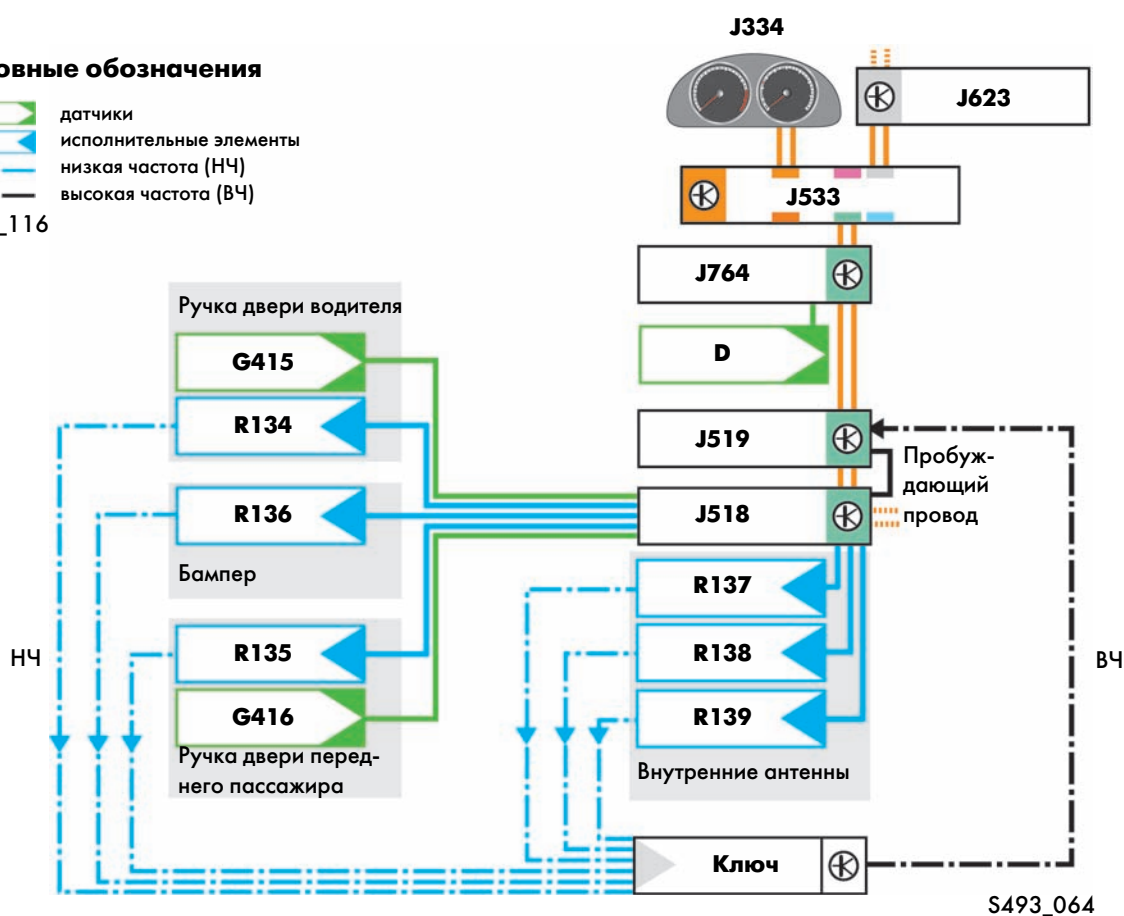 J334
овные обозначения
датчики
исполнительные элементы
низкая частота (НЧ)
высокая частота (ВЧ)
_116
J623
J533
J764
D
Ручка двери водителя
G415
R134
R136
Бампер
R135
G416
Ручка двери перед-
него пассажира
J519
Пробуж-
дающий
провод
J518
R137
R138
R139
Внутренние антенны
НЧ
ВЧ
Ключ
S493_064